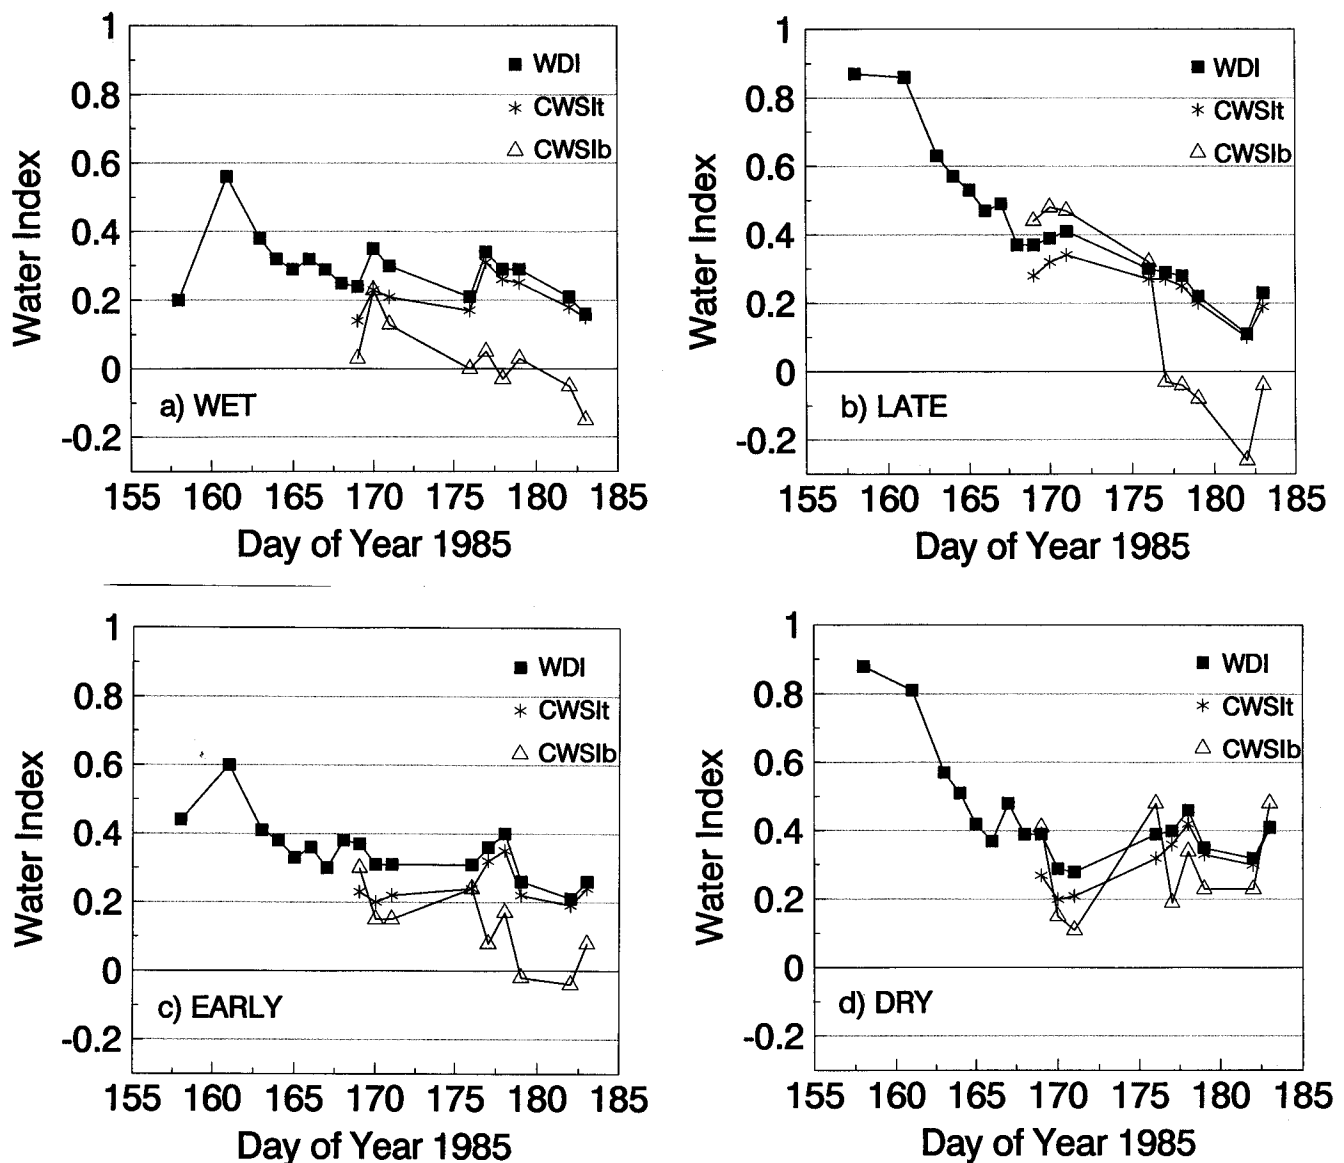 1
0.8
0.6
0.4
0.2
0
-0.2
Water Index
WDI
CWSIt
CWSIb
a) WET
155 160 165 170 175 180 185
Day of Year 1985
1
0.8
0.6
0.4
0.2
0
-0.2
Water Index
WDI
CWSIt
CWSIb
b) LATE
155 160 165 170 175 180 185
Day of Year 1985
1
0.8
0.6
0.4
0.2
0
-0.2
Water Index
WDI
CWSIt
CWSIb
c) EARLY
155 160 165 170 175 180 185
Day of Year 1985
1
0.8
0.6
0.4
0.2
0
-0.2
Water Index
WDI
CWSIt
CWSIb
d) DRY
155 160 165 170 175 180 185
Day of Year 1985